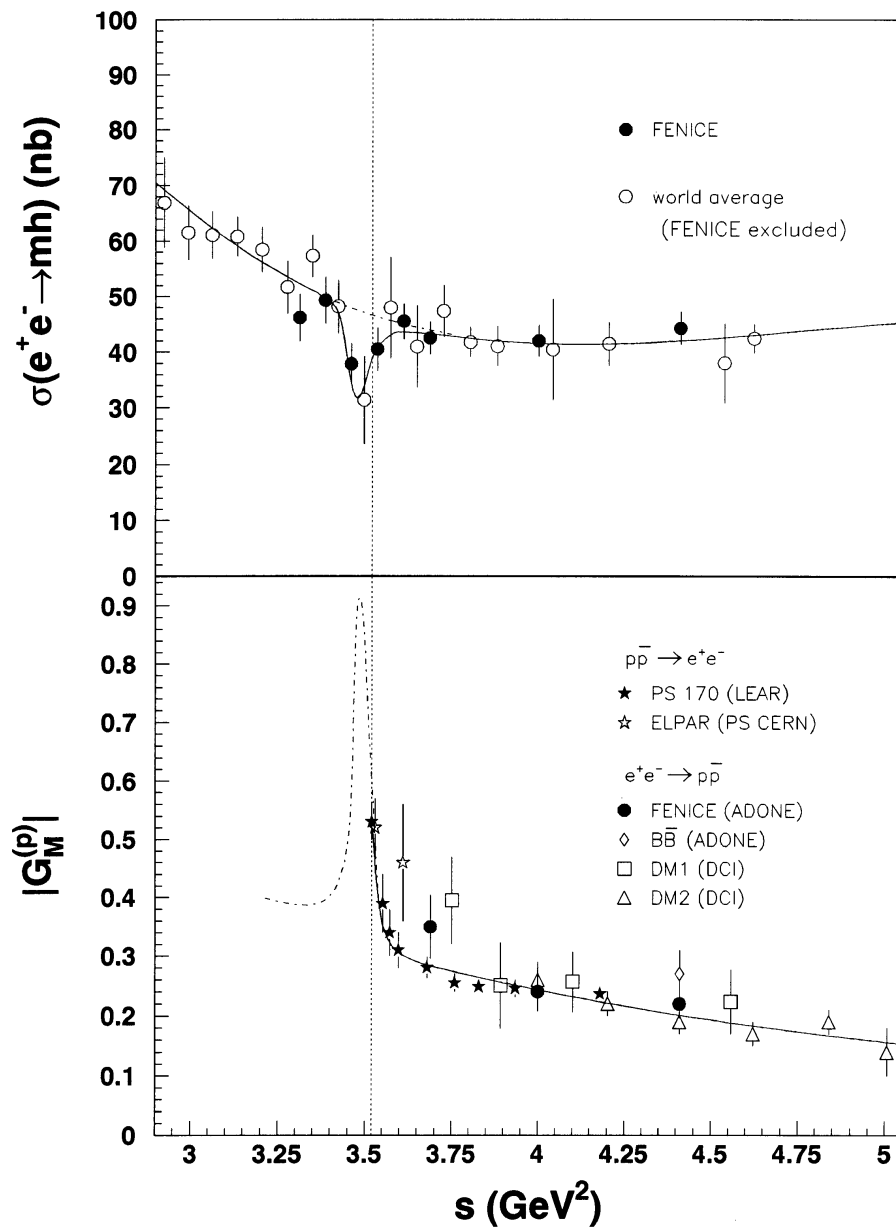 100
90
80
70
60
50
40
30
20
10
0
σ(e⁺e⁻→mh) (nb)
FENICE
world average
(FENICE excluded)
0.9
0.8
0.7
0.6
0.5
0.4
0.3
0.2
0.1
0
|G_M^(p)|
pp̄ → e⁺e⁻
PS 170 (LEAR)
ELPAR (PS CERN)
e⁺e⁻ → pp̄
FENICE (ADONE)
BB̄ (ADONE)
DM1 (DCI)
DM2 (DCI)
3 3.25 3.5 3.75 4 4.25 4.5 4.75 5
s (GeV²)